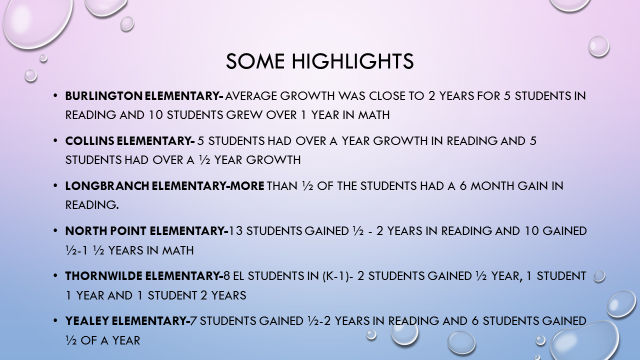 SOME HIGHLIGHTS
• BURLINGTON ELEMENTARY- AVERAGE GROWTH WAS CLOSE TO 2 YEARS FOR 5 STUDENTS IN
READING AND 10 STUDENTS GREW OVER 1 YEAR IN MATH
• COLLINS ELEMENTARY- 5 STUDENTS HAD OVER A YEAR GROWTH IN READING AND 5
STUDENTS HAD OVER A ½ YEAR GROWTH
• LONGBRANCH ELEMENTARY-MORE THAN ½ OF THE STUDENTS HAD A 6 MONTH GAIN IN
READING.
• NORTH POINT ELEMENTARY-13 STUDENTS GAINED ½ - 2 YEARS IN READING AND 10 GAINED
½-1 ½ YEARS IN MATH
• THORNWILDE ELEMENTARY-8 EL STUDENTS IN (K-1)- 2 STUDENTS GAINED ½ YEAR, 1 STUDENT
1 YEAR AND 1 STUDENT 2 YEARS
• YEALEY ELEMENTARY-7 STUDENTS GAINED ½-2 YEARS IN READING AND 6 STUDENTS GAINED
½ OF A YEAR